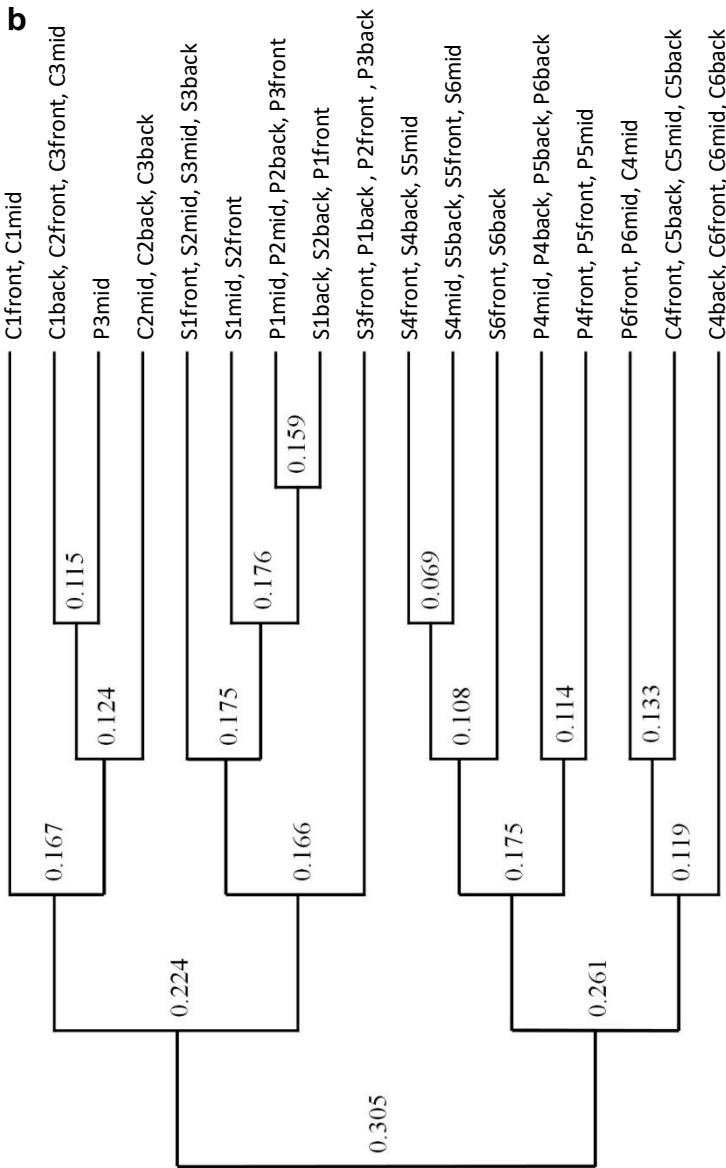 b
C1front, C1mid
C1back, C2front, C3front, C3mid
P3mid
C2mid, C2back, C3back
S1front, S2mid, S3mid, S3back
S1mid, S2front
P1mid, P2mid, P2back, P3front
S1back, S2back, P1front
S3front, P1back , P2front , P3back
S4front, S4back, S5mid
S4mid, S5back, S5front, S6mid
S6front, S6back
P4mid, P4back, P5back, P6back
P4front, P5front, P5mid
P6front, P6mid, C4mid
C4front, C5back, C5mid, C5back
C4back, C6front, C6mid, C6back
0.159
0.115
0.176
0.069
0.124
0.175
0.108
0.114
0.133
0.167
0.166
0.175
0.119
0.224
0.261
0.305